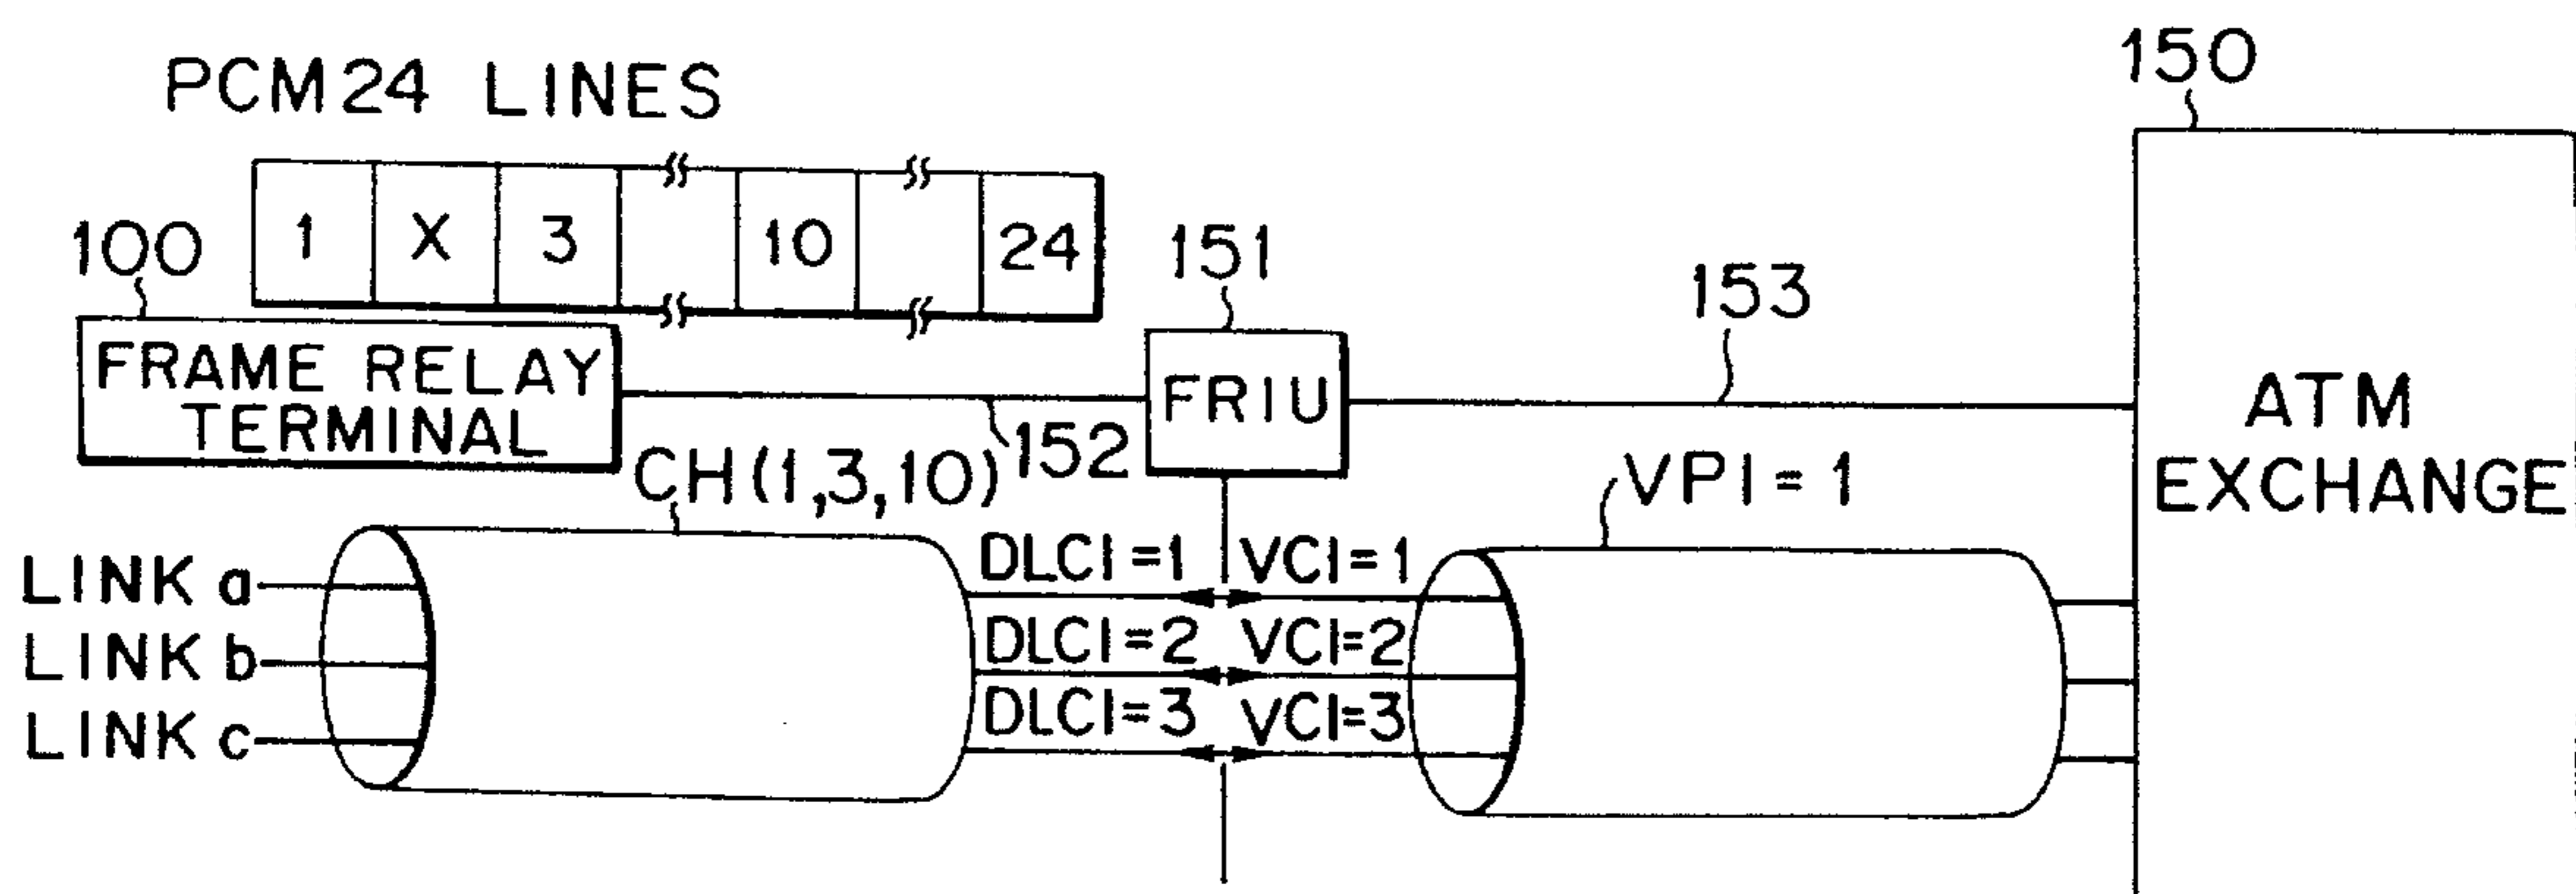 150
PCM24 LINES
1 X 3 10 24
100
151
153
FRAME RELAY
TERMINAL
FRIU
ATM
EXCHANGE
152
CH(1,3,10)
VPI=1
DLCI=1 VCI=1
LINK a
DLCI=2 VCI=2
LINK b
DLCI=3 VCI=3
LINK c